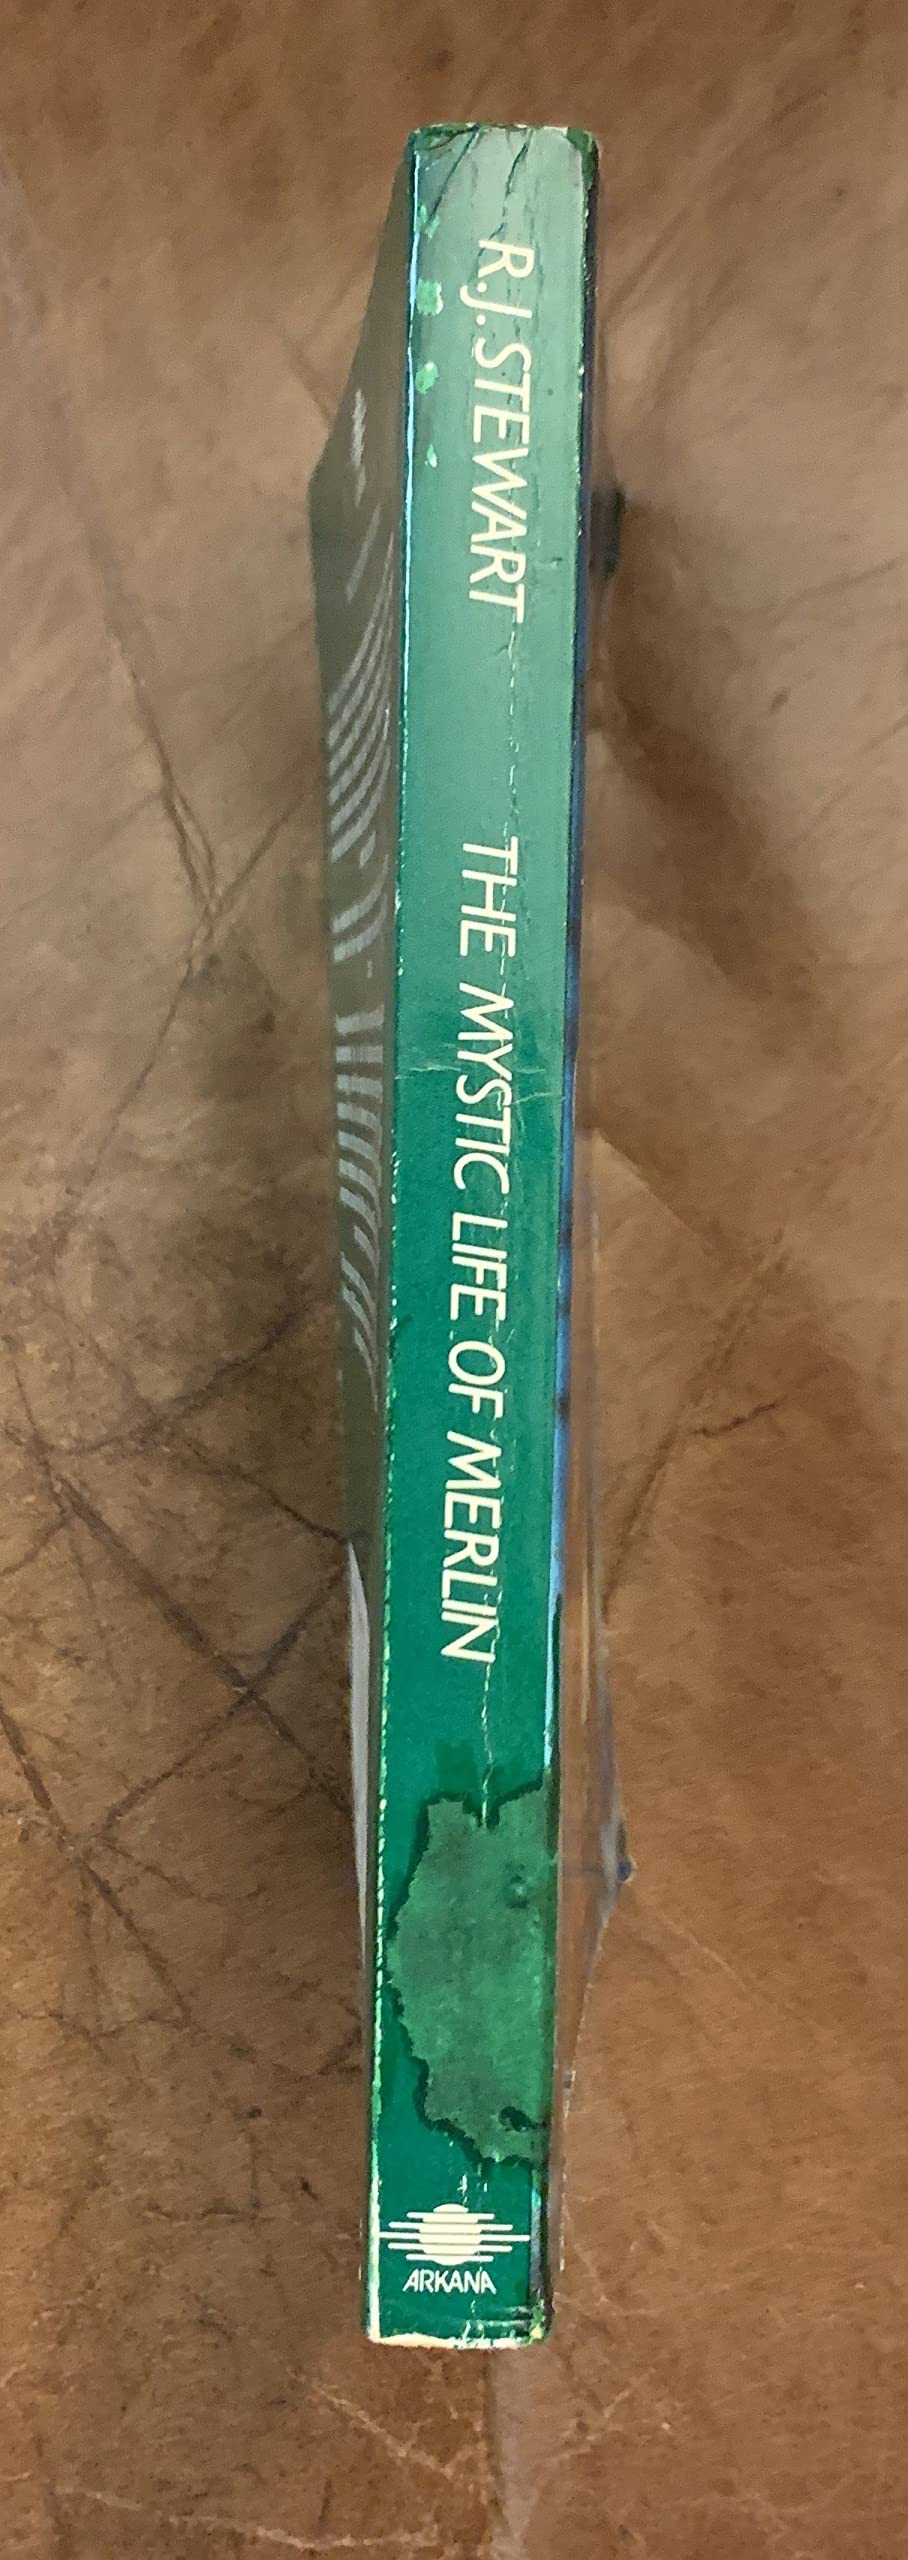 R.J. STEWART
THE MYSTIC LIFE OF MERLIN
ARKANA